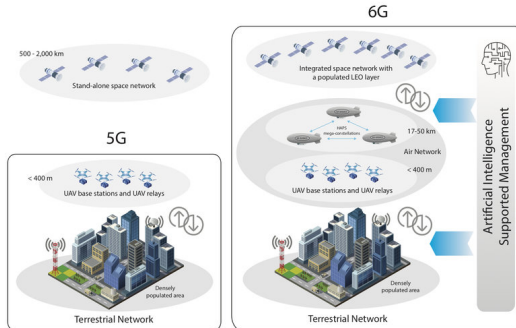 6G
500 - 2,000 km
Stand-alone space network
5G
< 400 m
UAV base stations and UAV relays
Densely
populated area
Terrestrial Network
Integrated space network with
a populated LEO layer
HAPS
mega-constellations
17-50 km
Air Network
< 400 m
UAV base stations and UAV relays
Densely
populated area
Terrestrial Network
Artificial Intelligence
Supported Management